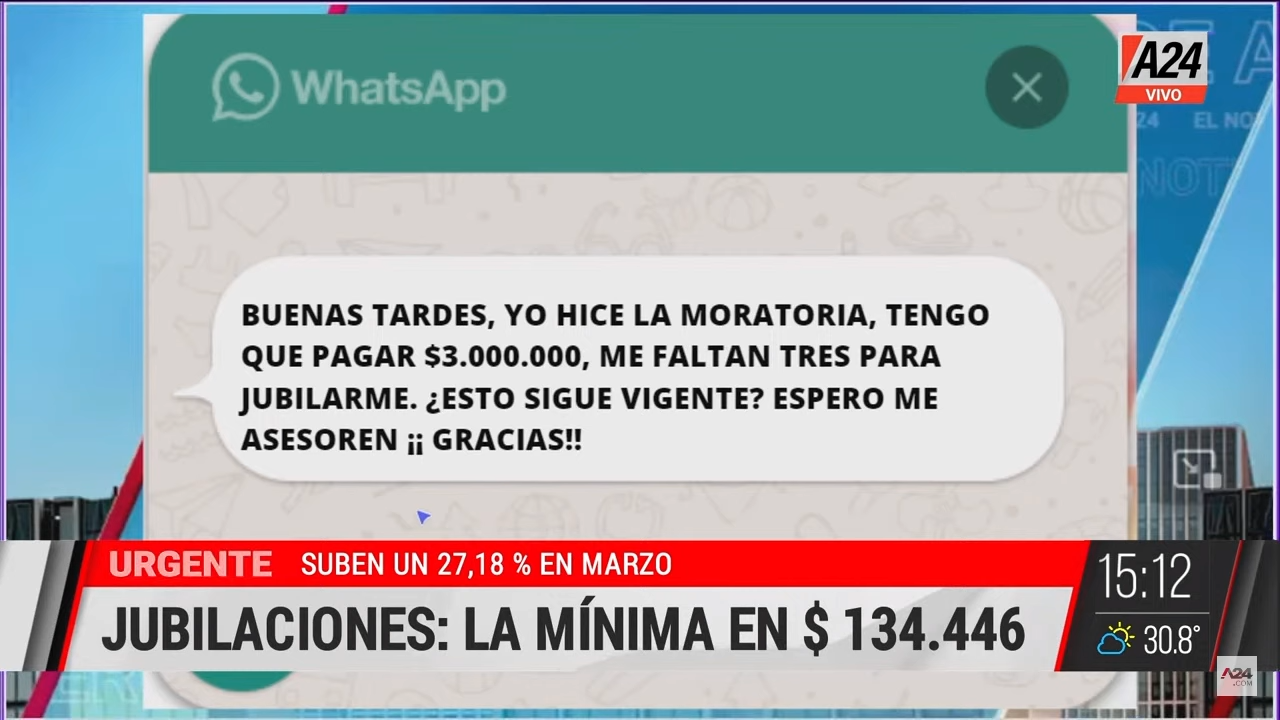 WhatsApp
A24
VIVO
24 EL NO
NOT
BUENAS TARDES, YO HICE LA MORATORIA, TENGO
QUE PAGAR $3.000.000, ME FALTAN TRES PARA
JUBILARME. ¿ESTO SIGUE VIGENTE? ESPERO ME
ASESOREN ¡¡ GRACIAS!!
URGENTE SUBEN UN 27,18 % EN MARZO
JUBILACIONES: LA MÍNIMA EN $ 134.446
15:12
30.8°
A24
.COM